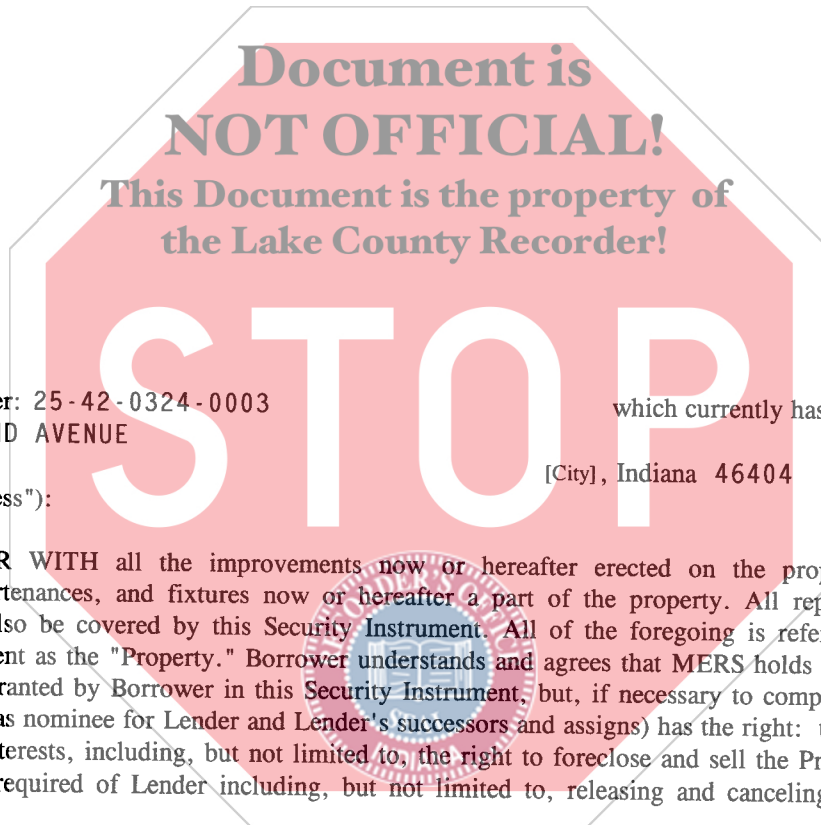 Document is
NOT OFFICIAL!
This Document is the property of
the Lake County Recorder!
STOP
er: 25-42-0324-0003 which currently has
ND AVENUE
[City], Indiana 46404
ess"):
R WITH all the improvements now or hereafter erected on the prop
rtenances, and fixtures now or hereafter a part of the property. All rep
lso be covered by this Security Instrument. All of the foregoing is refer
ent as the "Property." Borrower understands and agrees that MERS holds
ranted by Borrower in this Security Instrument, but, if necessary to comp
as nominee for Lender and Lender's successors and assigns) has the right: t
terests, including, but not limited to, the right to foreclose and sell the Pr
required of Lender including, but not limited to, releasing and canceling
RECORDER'S OFFICE